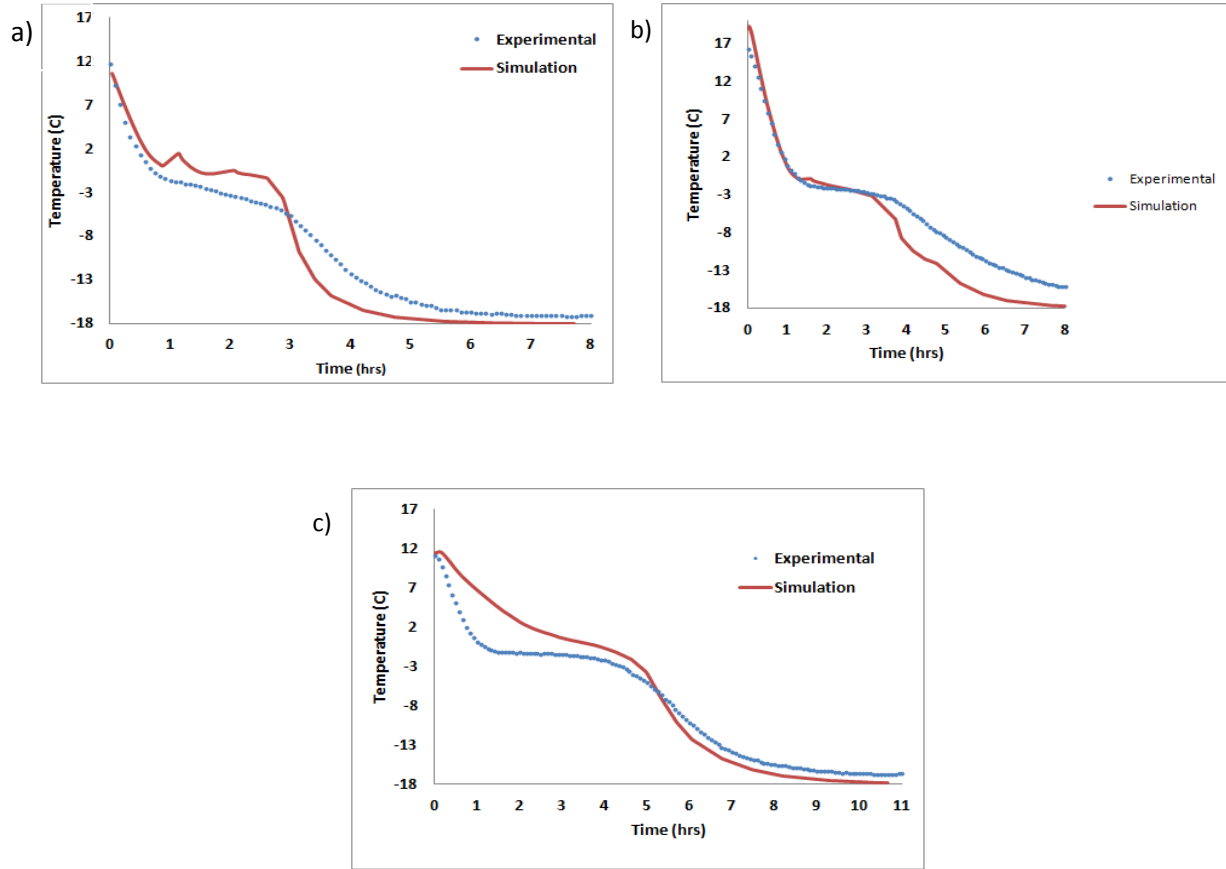 a)
17
12
7
2
-3
-8
-13
-18
Temperature (C)
Experimental
Simulation
0 1 2 3 4 5 6 7 8
Time (hrs)
b)
17
12
7
2
-3
-8
-13
-18
Temperature (C)
Experimental
Simulation
0 1 2 3 4 5 6 7 8
Time (hrs)
c)
17
12
7
2
-3
-8
-13
-18
Temperature (C)
Experimental
Simulation
0 1 2 3 4 5 6 7 8 9 10 11
Time (hrs)